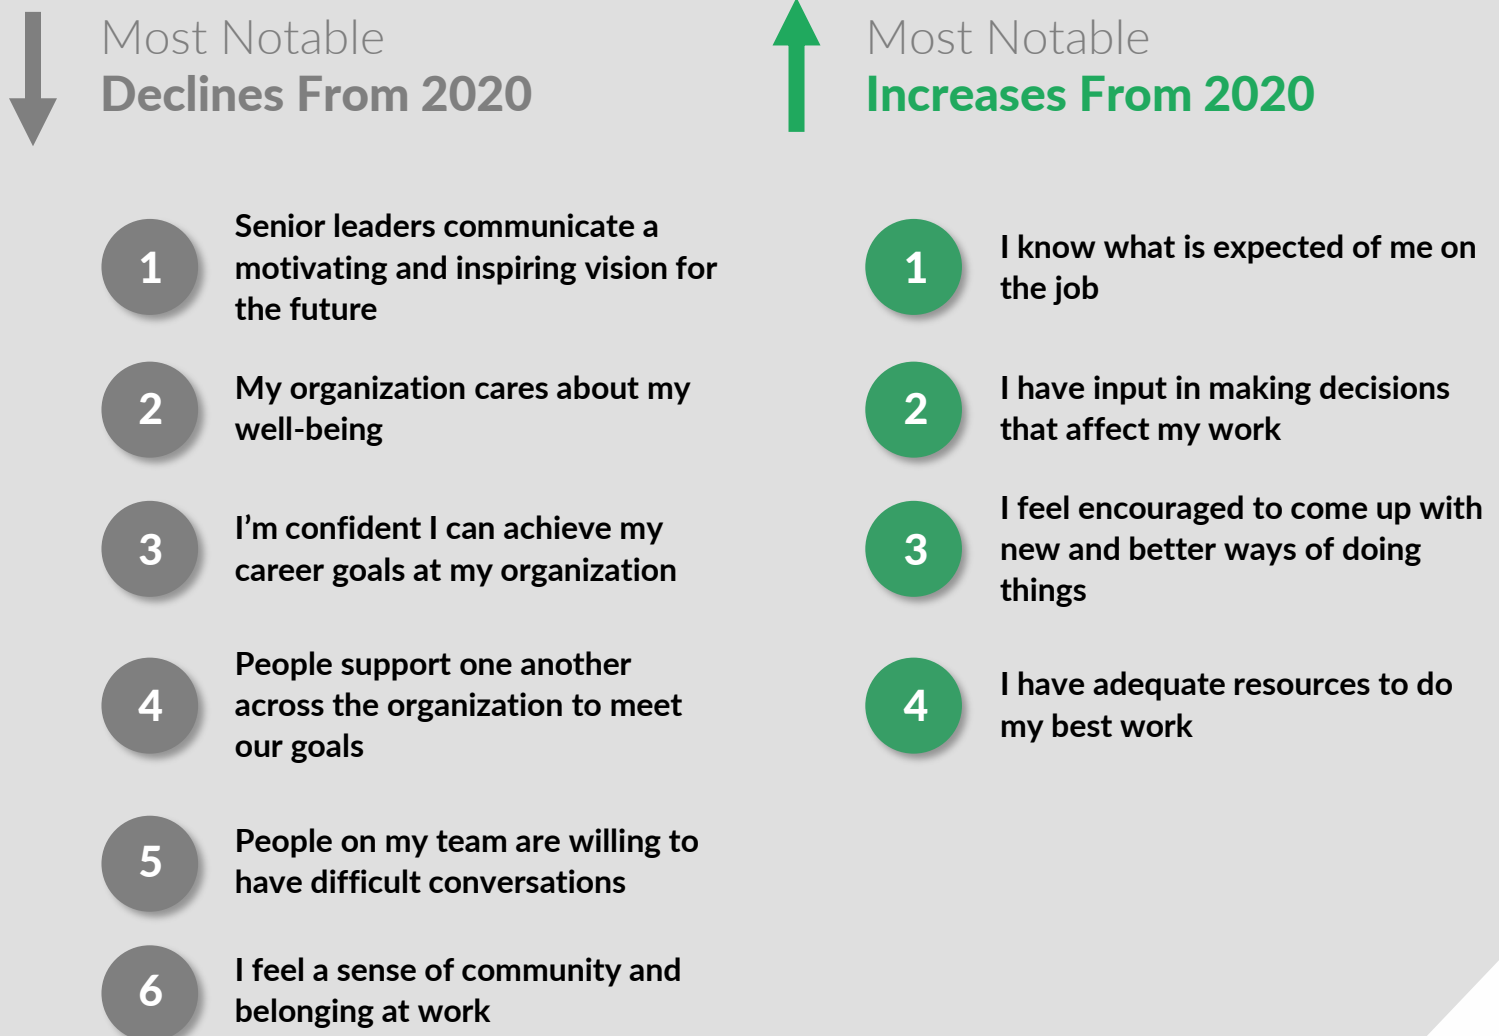 Most Notable
Declines From 2020
1
Senior leaders communicate a
motivating and inspiring vision for
the future
2
My organization cares about my
well-being
3
I’m confident I can achieve my
career goals at my organization
4
People support one another
across the organization to meet
our goals
5
People on my team are willing to
have difficult conversations
6
I feel a sense of community and
belonging at work
Most Notable
Increases From 2020
1
I know what is expected of me on
the job
2
I have input in making decisions
that affect my work
3
I feel encouraged to come up with
new and better ways of doing
things
4
I have adequate resources to do
my best work